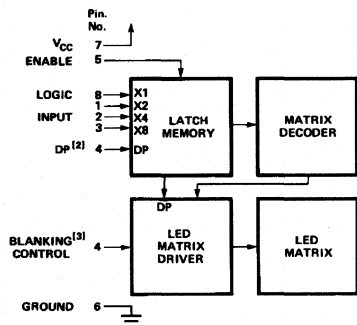 Pin.
No.
VCC 7
ENABLE 5
LOGIC 8 X1
1 X2
INPUT 2 X4
3 X8
DP[2] 4 DP
LATCH
MEMORY
MATRIX
DECODER
DP
BLANKING[3]
CONTROL 4
LED
MATRIX
DRIVER
LED
MATRIX
GROUND 6